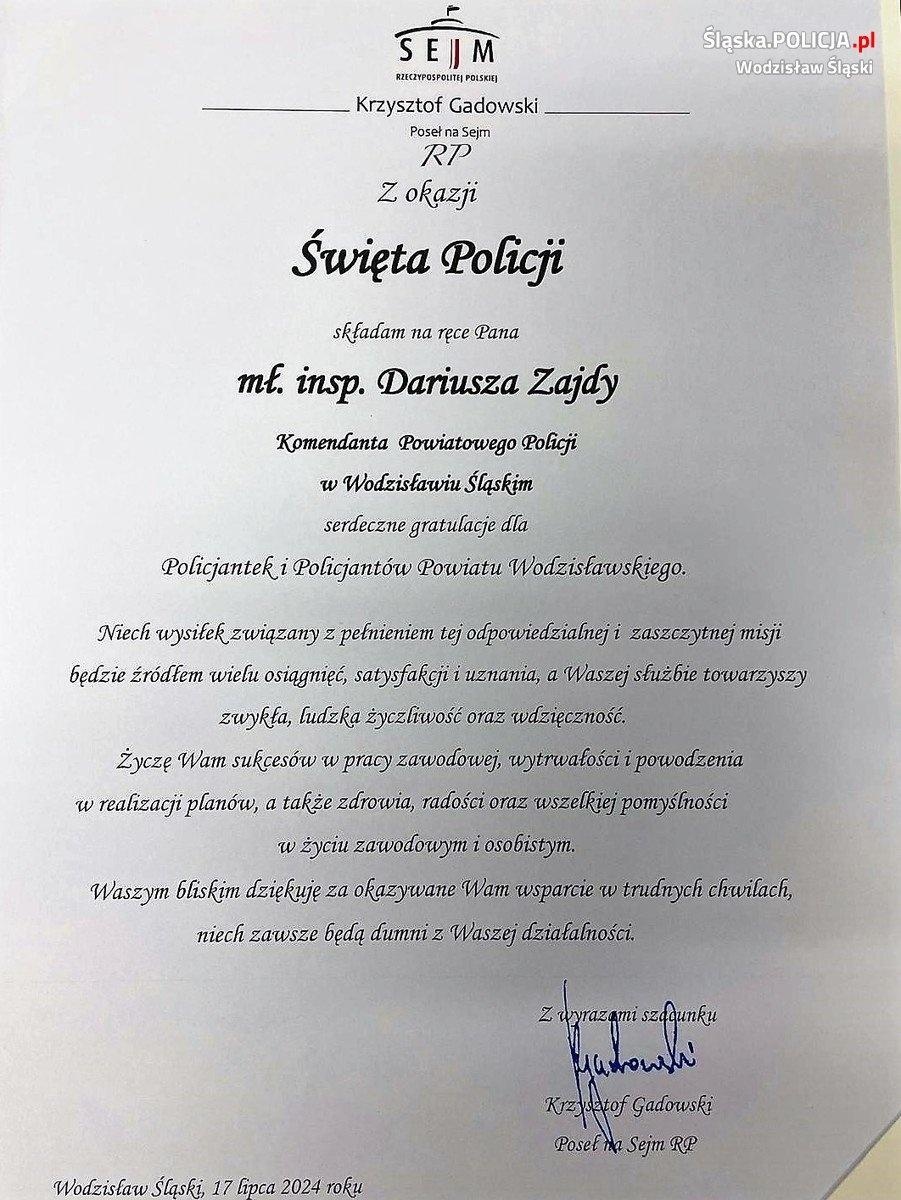 Śląska.POLICJA.pl
Wodzisław Śląski
SEJM
RZECZYPOSPOLITEJ POLSKIEJ
Krzysztof Gadowski
Poseł na Sejm
RP
Z okazji
Święta Policji
składam na ręce Pana
mł. insp. Dariusza Zajdy
Komendanta Powiatowego Policji
w Wodzisławiu Śląskim
serdeczne gratulacje dla
Policjantek i Policjantów Powiatu Wodzisławskiego.
Niech wysiłek związany z pełnieniem tej odpowiedzialnej i zaszczytnej misji
będzie źródłem wielu osiągnięć, satysfakcji i uznania, a Waszej służbie towarzyszy
zwykła, ludzka życzliwość oraz wdzięczność.
Życzę Wam sukcesów w pracy zawodowej, wytrwałości i powodzenia
w realizacji planów, a także zdrowia, radości oraz wszelkiej pomyślności
w życiu zawodowym i osobistym.
Waszym bliskim dziękuję za okazywane Wam wsparcie w trudnych chwilach,
niech zawsze będą dumni z Waszej działalności.
Z wyrazami szacunku
Gadowski
Krzysztof Gadowski
Poseł na Sejm RP
Wodzisław Śląski, 17 lipca 2024 roku